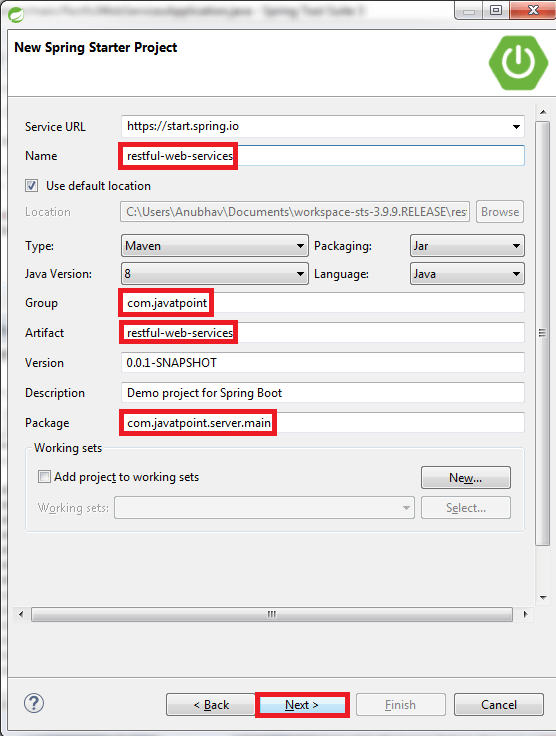 New Spring Starter Project
Service URL https://start.spring.io
Name restful-web-services
Use default location
Location C:\Users\Anubhav\Documents\workspace-sts-3.9.9.RELEASE\res Browse
Type: Maven Packaging: Jar
Java Version: 8 Language: Java
Group com.javatpoint
Artifact restful-web-services
Version 0.0.1-SNAPSHOT
Description Demo project for Spring Boot
Package com.javatpoint.server.main
Working sets
Add project to working sets New...
Working sets: Select...
? < Back Next > Finish Cancel